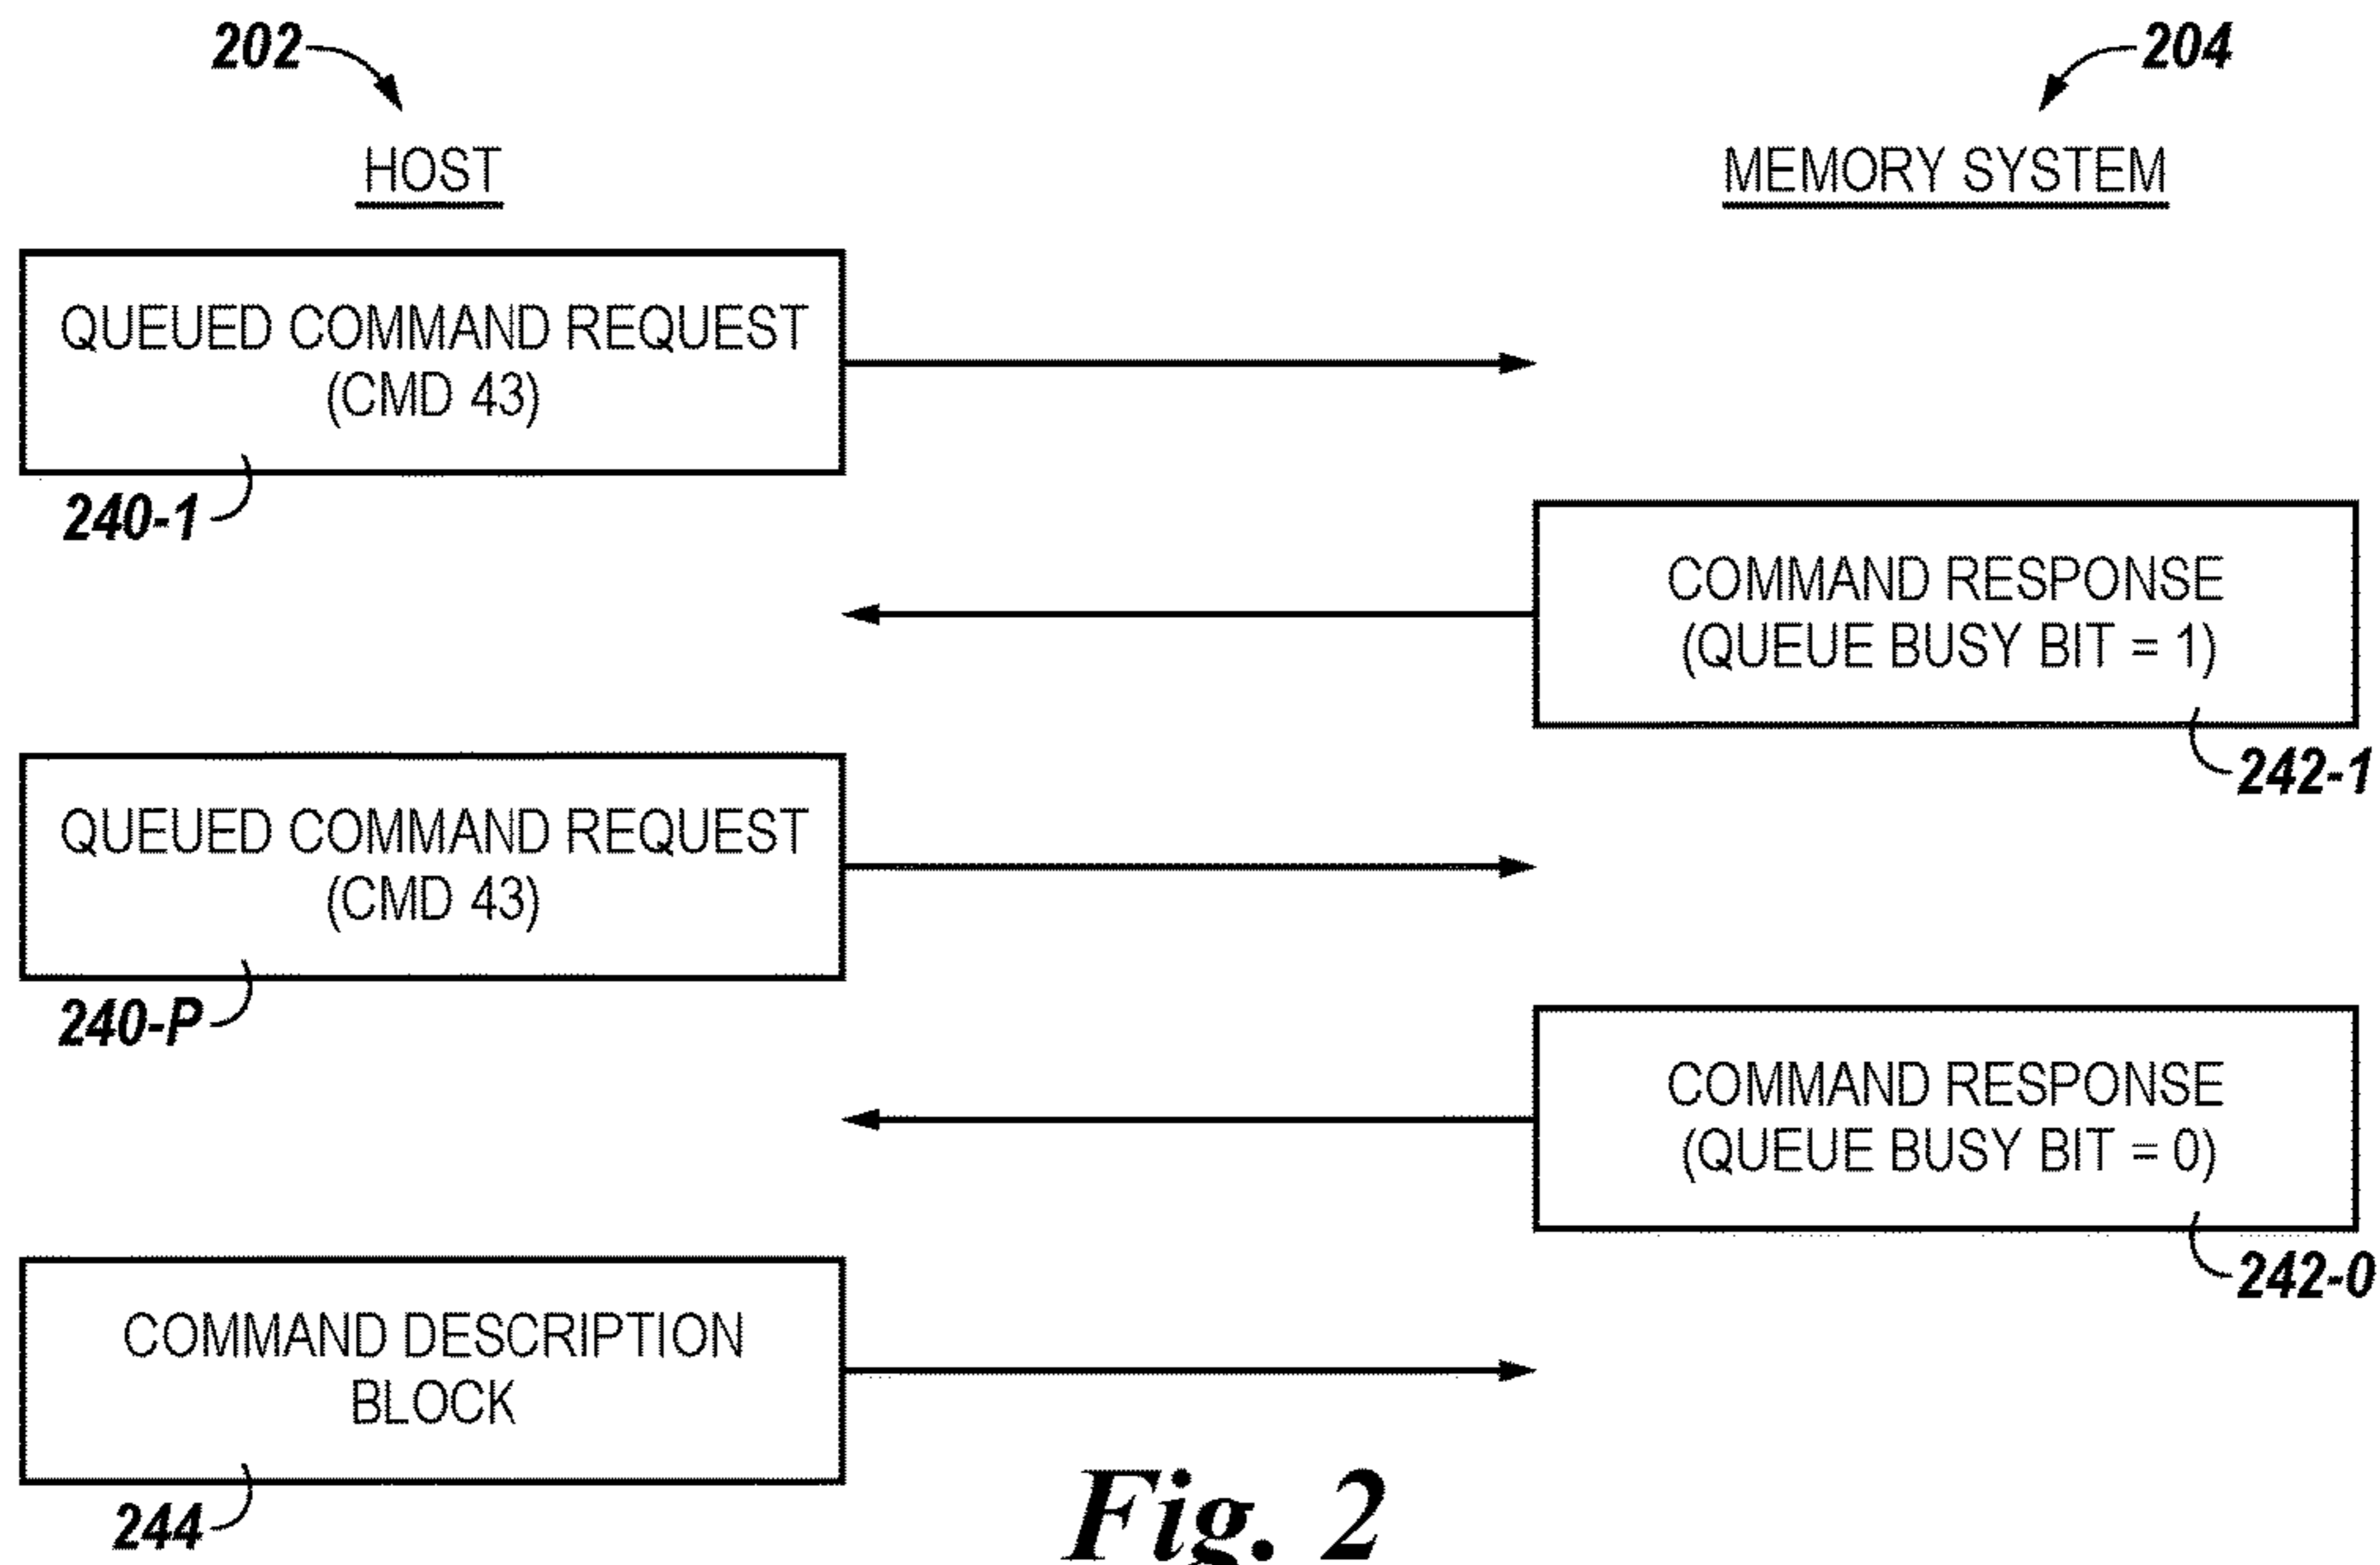 202
204
HOST
MEMORY SYSTEM
QUEUED COMMAND REQUEST
(CMD 43)
240-1
COMMAND RESPONSE
(QUEUE BUSY BIT = 1)
242-1
QUEUED COMMAND REQUEST
(CMD 43)
240-P
COMMAND RESPONSE
(QUEUE BUSY BIT = 0)
242-0
COMMAND DESCRIPTION
BLOCK
244
Fig. 2